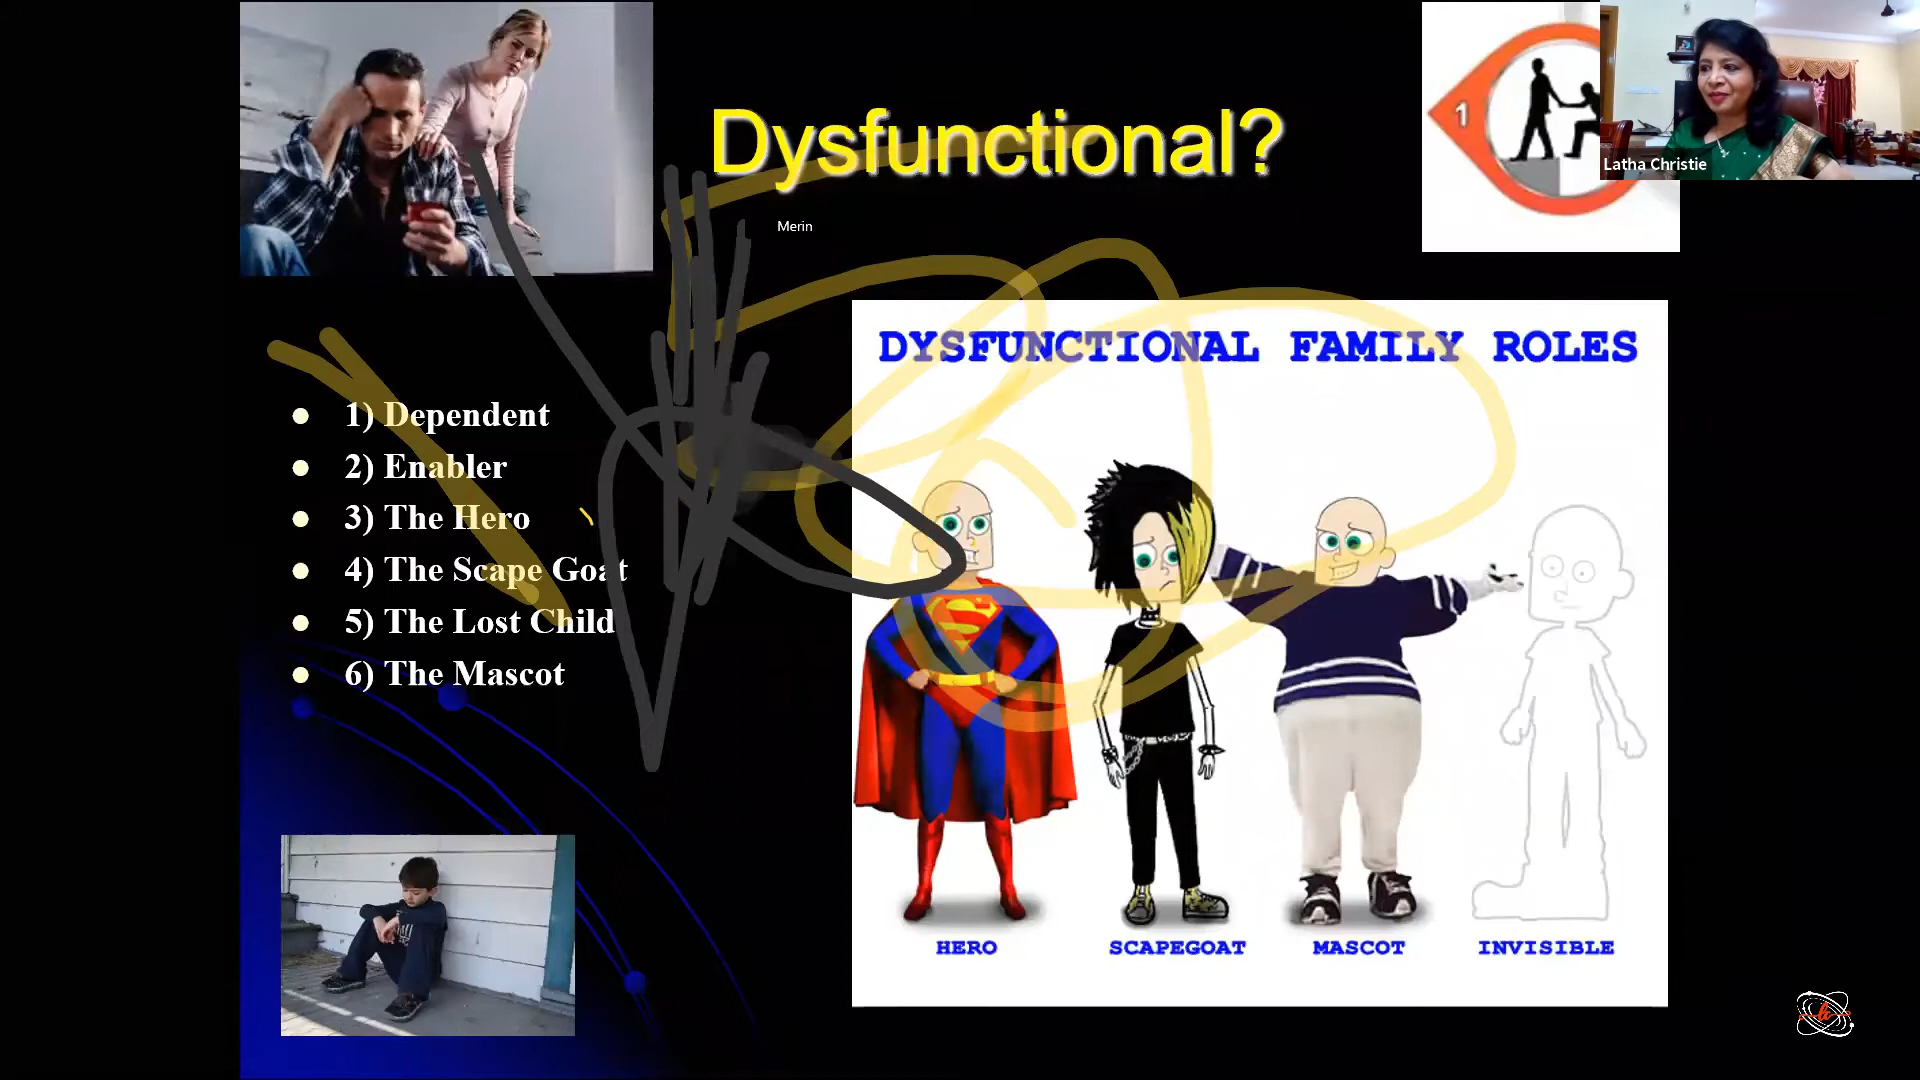 Dysfunctional?
1
Latha Christie
Merin
DYSFUNCTIONAL FAMILY ROLES
1) Dependent
2) Enabler
3) The Hero
4) The Scape Goat
5) The Lost Child
6) The Mascot
HERO
SCAPEGOAT
MASCOT
INVISIBLE